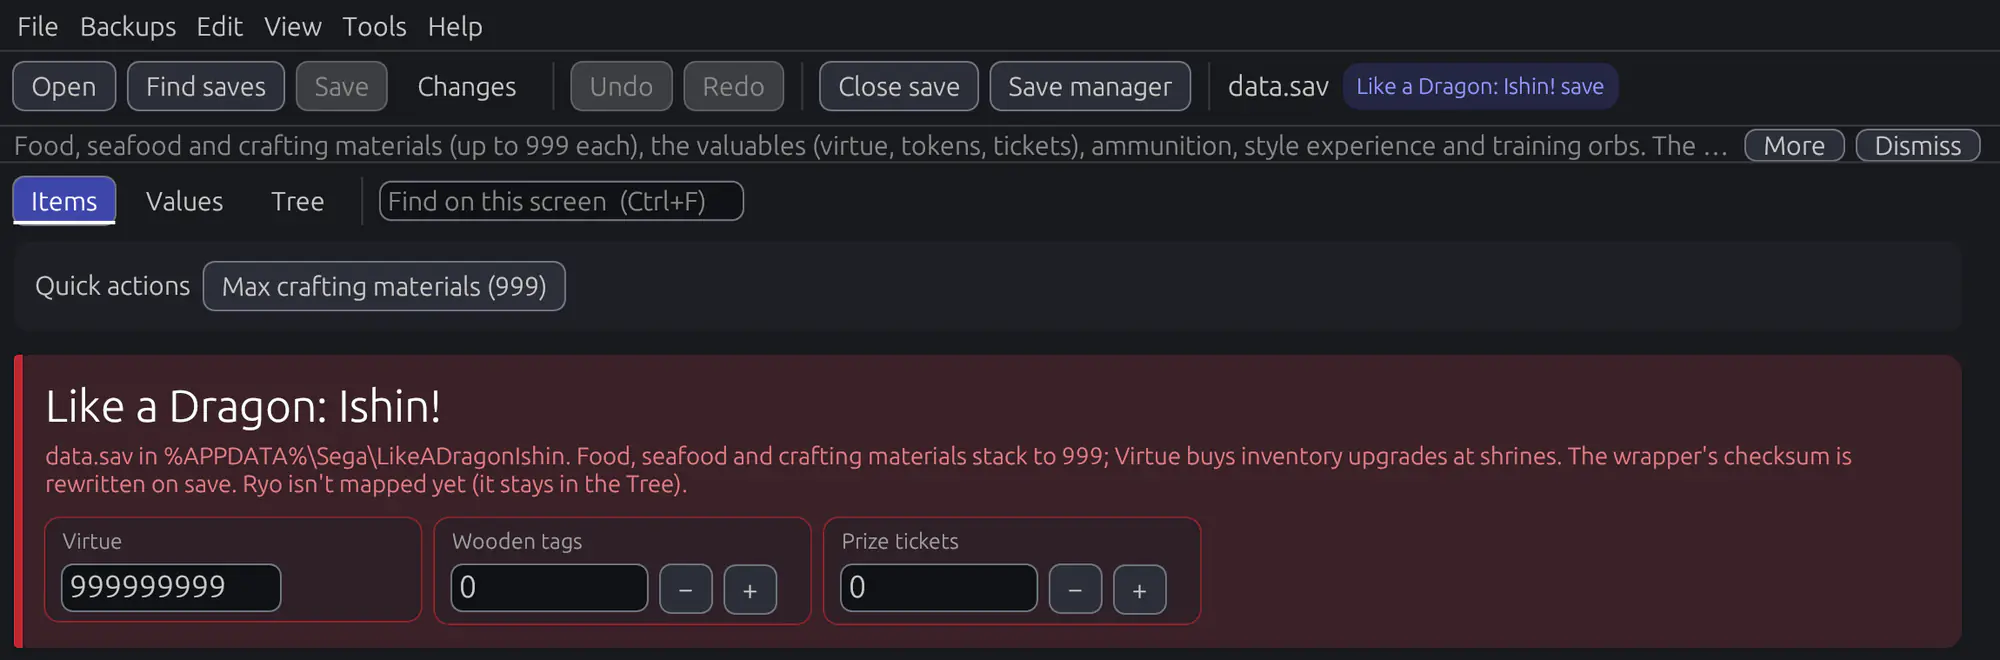 File Backups Edit View Tools Help
Open Find saves Save Changes Undo Redo Close save Save manager data.sav Like a Dragon: Ishin! save
Food, seafood and crafting materials (up to 999 each), the valuables (virtue, tokens, tickets), ammunition, style experience and training orbs. The … More Dismiss
Items Values Tree Find on this screen (Ctrl+F)
Quick actions Max crafting materials (999)
Like a Dragon: Ishin!
data.sav in %APPDATA%\Sega\LikeADragonIshin. Food, seafood and crafting materials stack to 999; Virtue buys inventory upgrades at shrines. The wrapper's checksum is
rewritten on save. Ryo isn't mapped yet (it stays in the Tree).
Virtue Wooden tags Prize tickets
999999999 0 − + 0 − +